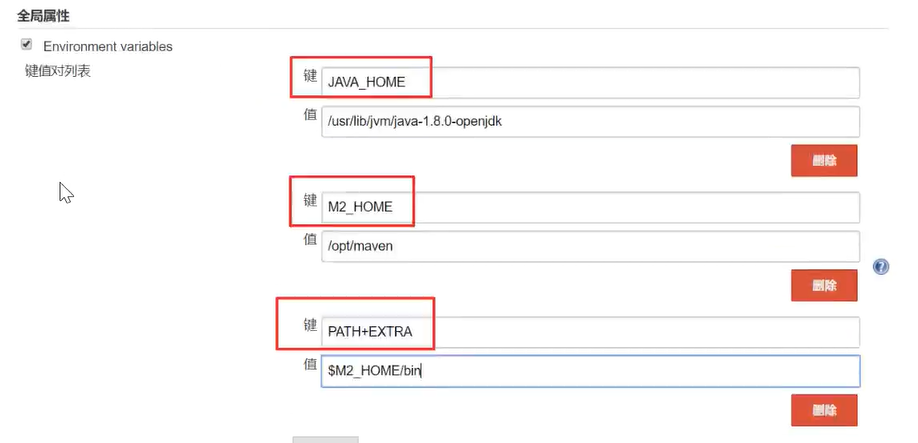 全局属性
Environment variables
键值对列表
键 JAVA_HOME
值 /usr/lib/jvm/java-1.8.0-openjdk
删除
键 M2_HOME
值 /opt/maven
删除
键 PATH+EXTRA
值 $M2_HOME/bin
删除